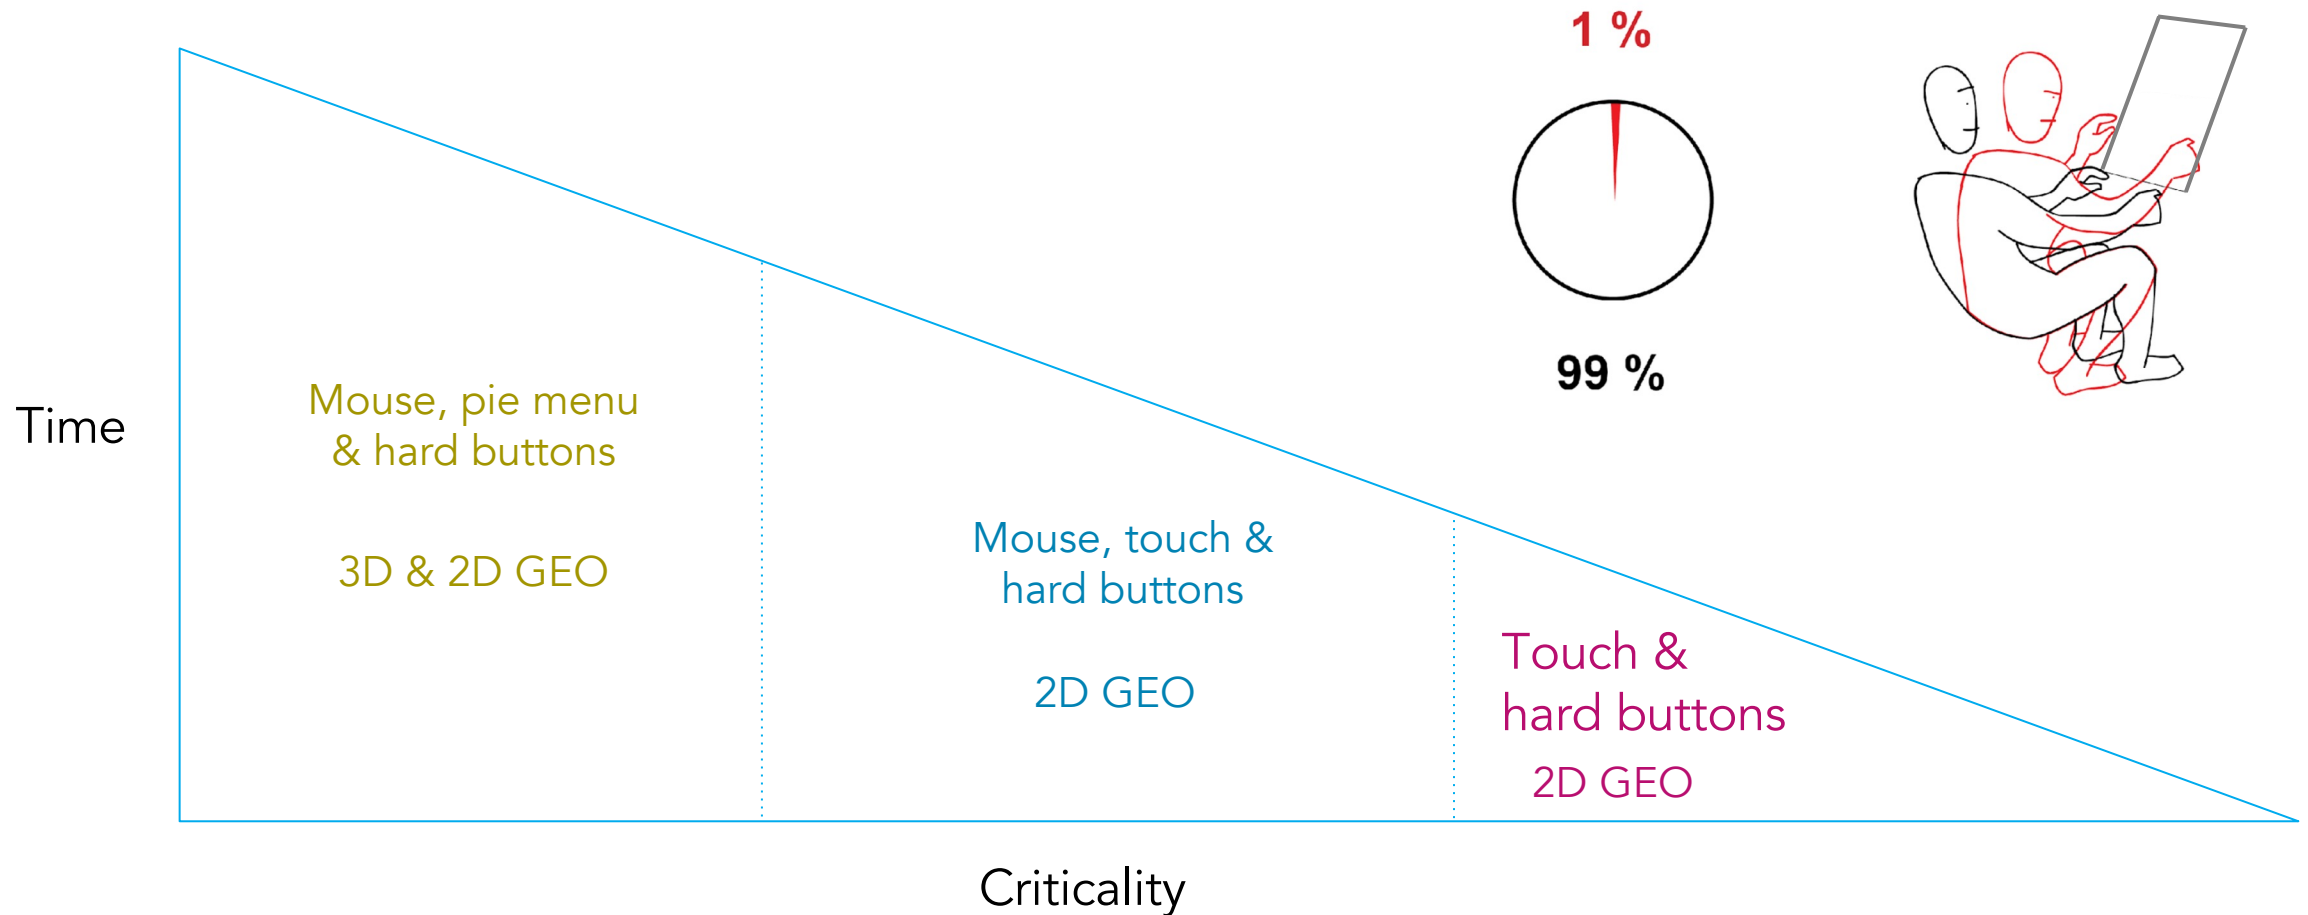 1 %
99 %
Time
Mouse, pie menu
& hard buttons
3D & 2D GEO
Mouse, touch &
hard buttons
2D GEO
Touch &
hard buttons
2D GEO
Criticality